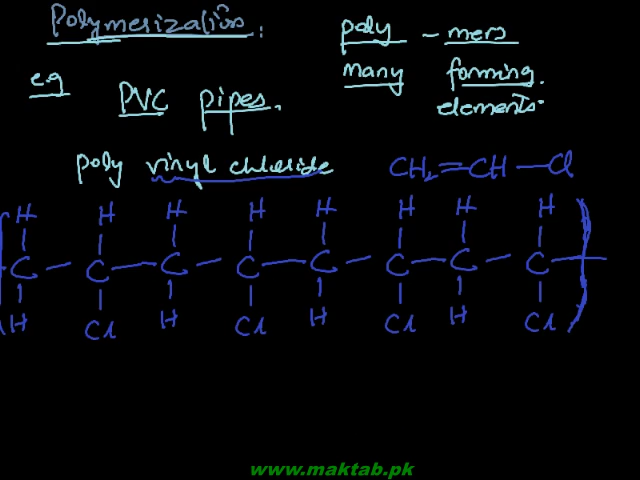 Polymerization.
poly - mers
many forming.
elements.
eg PVC pipes.
poly vinyl chloride CH₂=CH—Cl
H H H H H H H H
C — C — C — C — C — C — C — C —
H Cl H Cl H Cl H Cl
www.maktab.pk